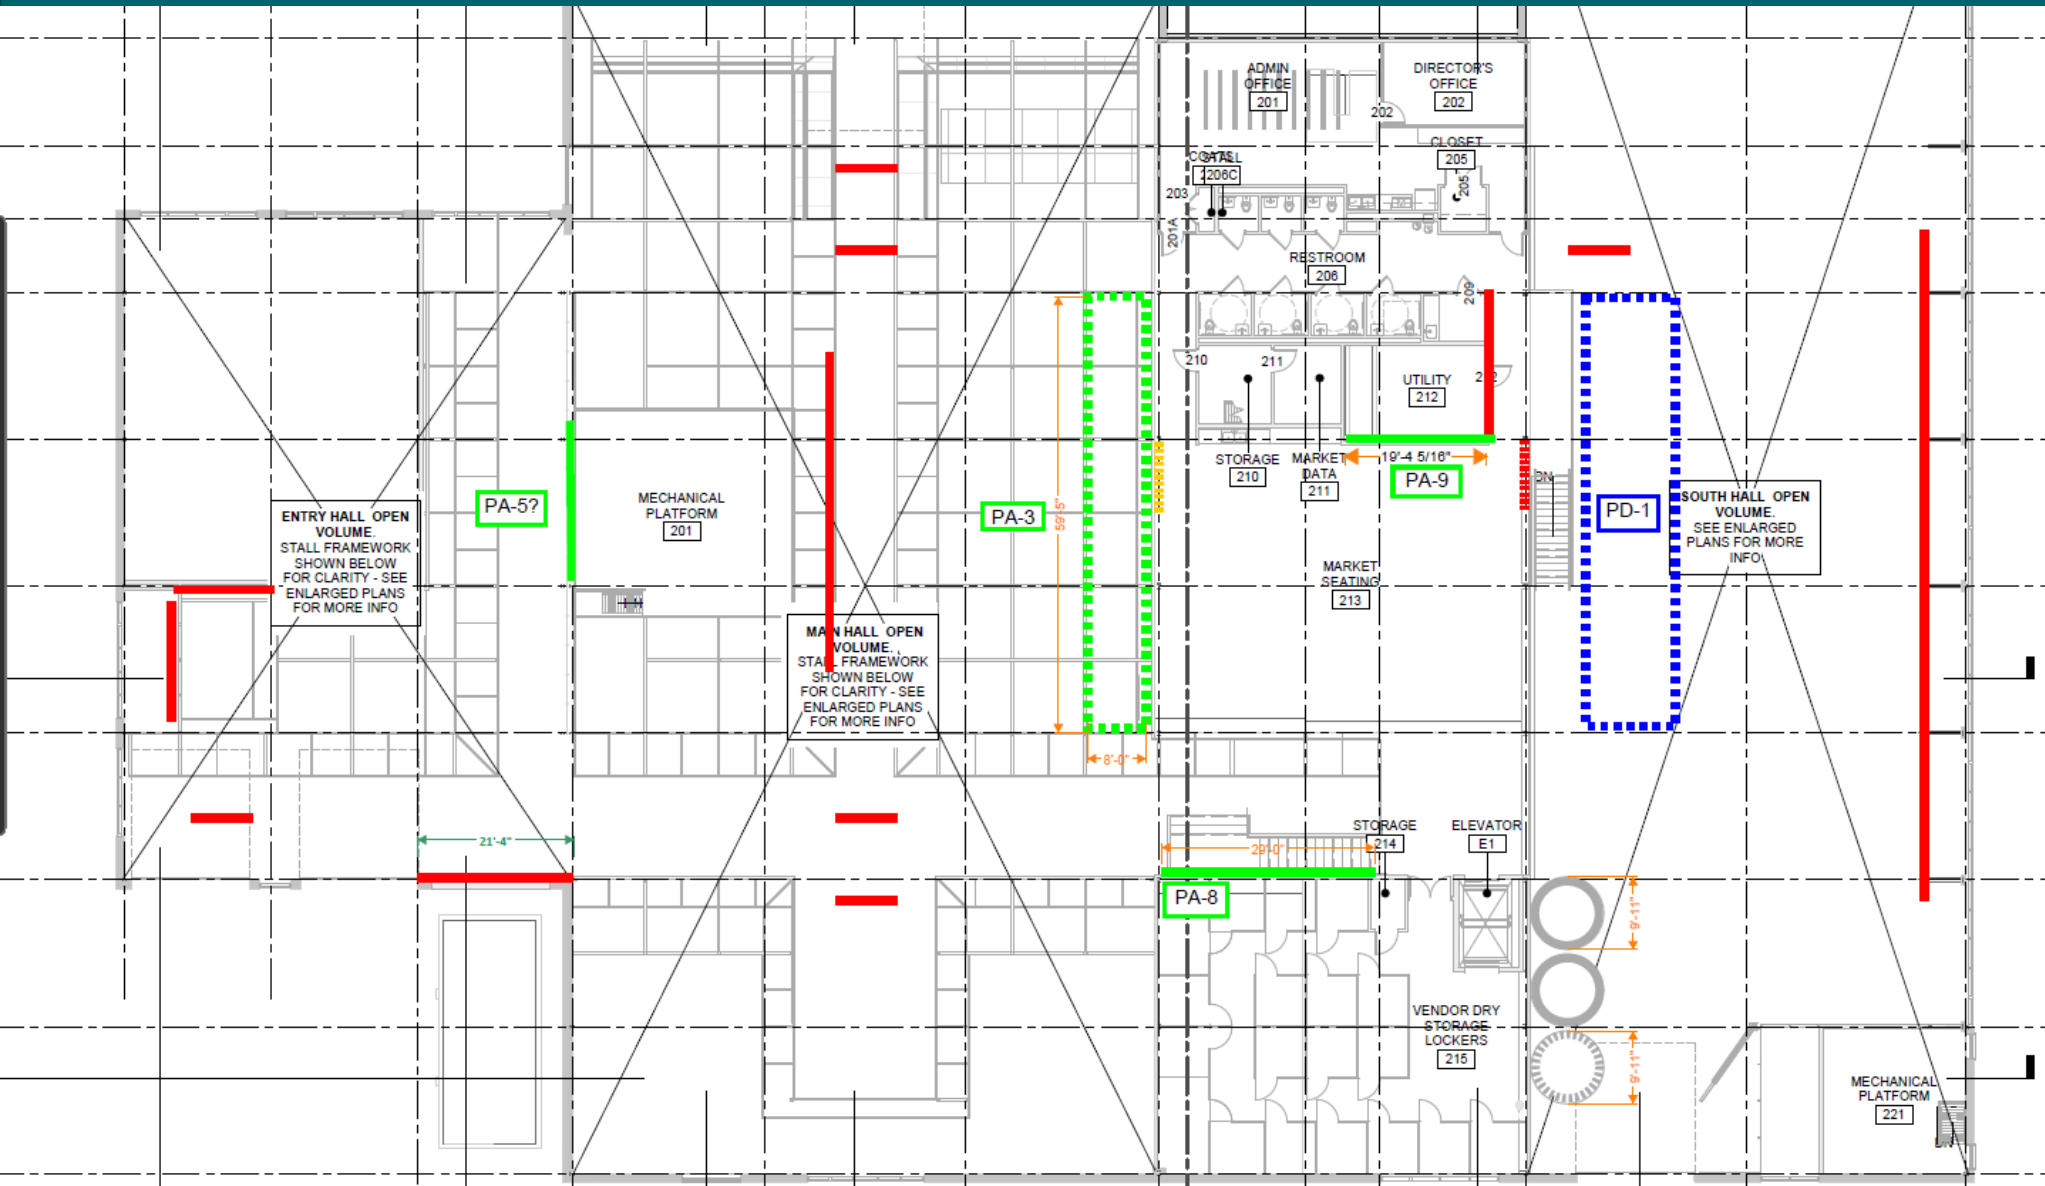 ADMIN
OFFICE
201
DIRECTOR'S
OFFICE
202
202
CLOSET
205
205
COATS
STALL
206C
203
201A
RESTROOM
206
209
210
211
UTILITY
212
STORAGE
210
MARKET
DATA
211
19'-4 5/16"
PA-9
DN
PD-1
SOUTH HALL OPEN
VOLUME.
SEE ENLARGED
PLANS FOR MORE
INFO
ENTRY HALL OPEN
VOLUME.
STALL FRAMEWORK
SHOWN BELOW
FOR CLARITY - SEE
ENLARGED PLANS
FOR MORE INFO
PA-5?
MECHANICAL
PLATFORM
201
PA-3
59'-5"
8'-0"
MARKET
SEATING
213
MAIN HALL OPEN
VOLUME.
STALL FRAMEWORK
SHOWN BELOW
FOR CLARITY - SEE
ENLARGED PLANS
FOR MORE INFO
21'-4"
29'-0"
PA-8
STORAGE
214
ELEVATOR
E1
9'-11"
VENDOR DRY
STORAGE
LOCKERS
215
9'-11"
MECHANICAL
PLATFORM
221
DN